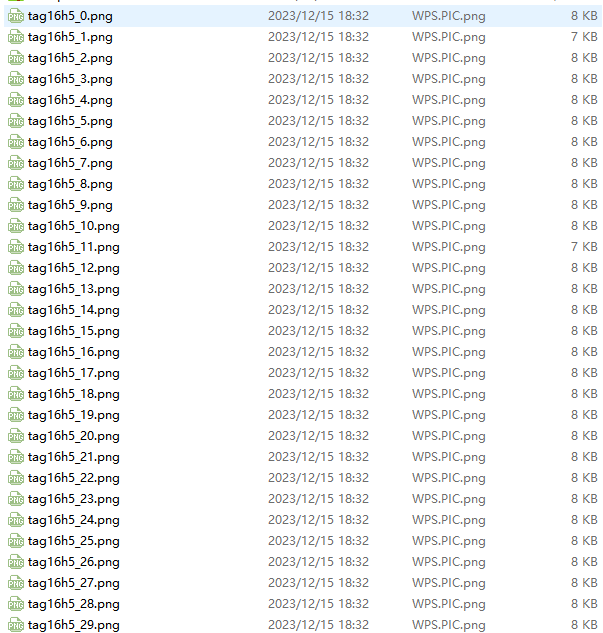 tag16h5_0.png 2023/12/15 18:32 WPS.PIC.png 8 KB
tag16h5_1.png 2023/12/15 18:32 WPS.PIC.png 7 KB
tag16h5_2.png 2023/12/15 18:32 WPS.PIC.png 8 KB
tag16h5_3.png 2023/12/15 18:32 WPS.PIC.png 8 KB
tag16h5_4.png 2023/12/15 18:32 WPS.PIC.png 8 KB
tag16h5_5.png 2023/12/15 18:32 WPS.PIC.png 8 KB
tag16h5_6.png 2023/12/15 18:32 WPS.PIC.png 8 KB
tag16h5_7.png 2023/12/15 18:32 WPS.PIC.png 8 KB
tag16h5_8.png 2023/12/15 18:32 WPS.PIC.png 8 KB
tag16h5_9.png 2023/12/15 18:32 WPS.PIC.png 8 KB
tag16h5_10.png 2023/12/15 18:32 WPS.PIC.png 8 KB
tag16h5_11.png 2023/12/15 18:32 WPS.PIC.png 7 KB
tag16h5_12.png 2023/12/15 18:32 WPS.PIC.png 8 KB
tag16h5_13.png 2023/12/15 18:32 WPS.PIC.png 8 KB
tag16h5_14.png 2023/12/15 18:32 WPS.PIC.png 8 KB
tag16h5_15.png 2023/12/15 18:32 WPS.PIC.png 8 KB
tag16h5_16.png 2023/12/15 18:32 WPS.PIC.png 8 KB
tag16h5_17.png 2023/12/15 18:32 WPS.PIC.png 8 KB
tag16h5_18.png 2023/12/15 18:32 WPS.PIC.png 8 KB
tag16h5_19.png 2023/12/15 18:32 WPS.PIC.png 8 KB
tag16h5_20.png 2023/12/15 18:32 WPS.PIC.png 8 KB
tag16h5_21.png 2023/12/15 18:32 WPS.PIC.png 8 KB
tag16h5_22.png 2023/12/15 18:32 WPS.PIC.png 8 KB
tag16h5_23.png 2023/12/15 18:32 WPS.PIC.png 8 KB
tag16h5_24.png 2023/12/15 18:32 WPS.PIC.png 8 KB
tag16h5_25.png 2023/12/15 18:32 WPS.PIC.png 8 KB
tag16h5_26.png 2023/12/15 18:32 WPS.PIC.png 8 KB
tag16h5_27.png 2023/12/15 18:32 WPS.PIC.png 8 KB
tag16h5_28.png 2023/12/15 18:32 WPS.PIC.png 8 KB
tag16h5_29.png 2023/12/15 18:32 WPS.PIC.png 8 KB